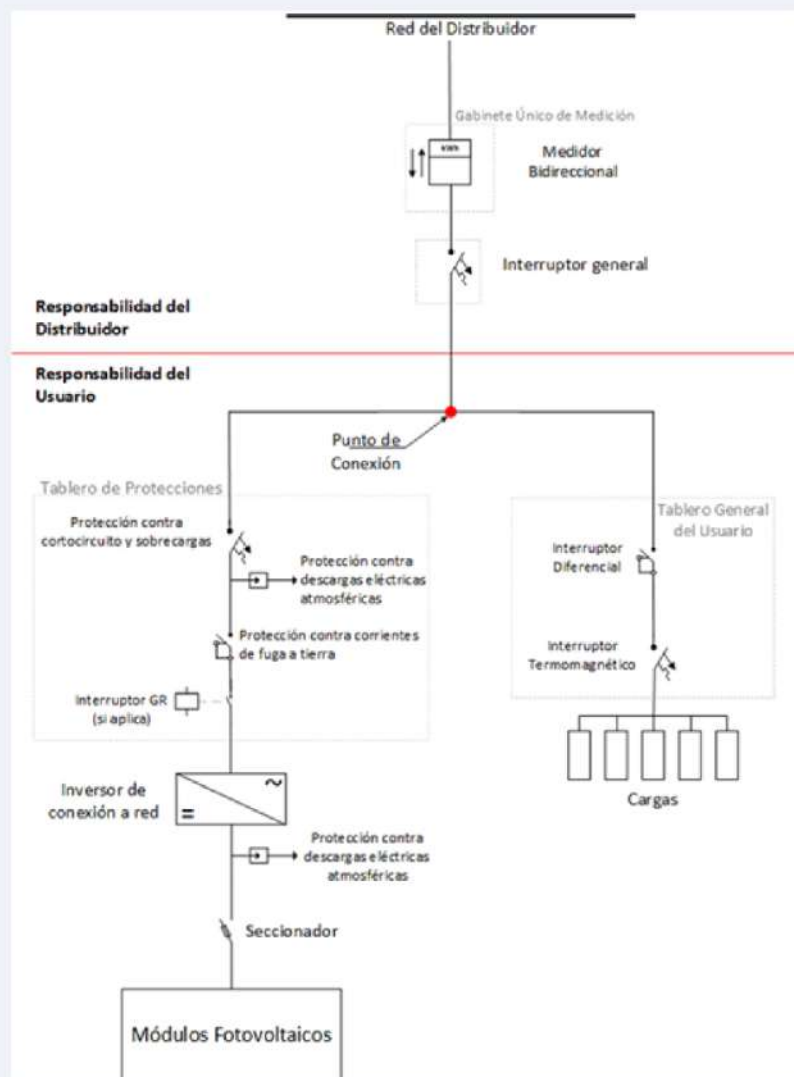 Red del Distribuidor
Gabinete Único de Medición
kWh
Medidor
Bidireccional
Interruptor general
Responsabilidad del
Distribuidor
Responsabilidad del
Usuario
Punto de
Conexión
Tablero de Protecciones
Protección contra
cortocircuito y sobrecargas
Protección contra
descargas eléctricas
atmosféricas
Protección contra corrientes
de fuga a tierra
Interruptor GR
(si aplica)
Tablero General
del Usuario
Interruptor
Diferencial
Interruptor
Termomagnético
Cargas
Inversor de
conexión a red
~
=
Protección contra
descargas eléctricas
atmosféricas
Seccionador
Módulos Fotovoltaicos